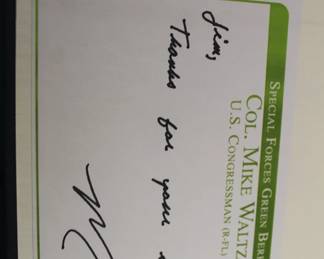 SPECIAL FORCES GREEN
COL. MIKE WALTZ
U.S. CONGRESSMAN (R-FL)
Jim,
Thanks for your